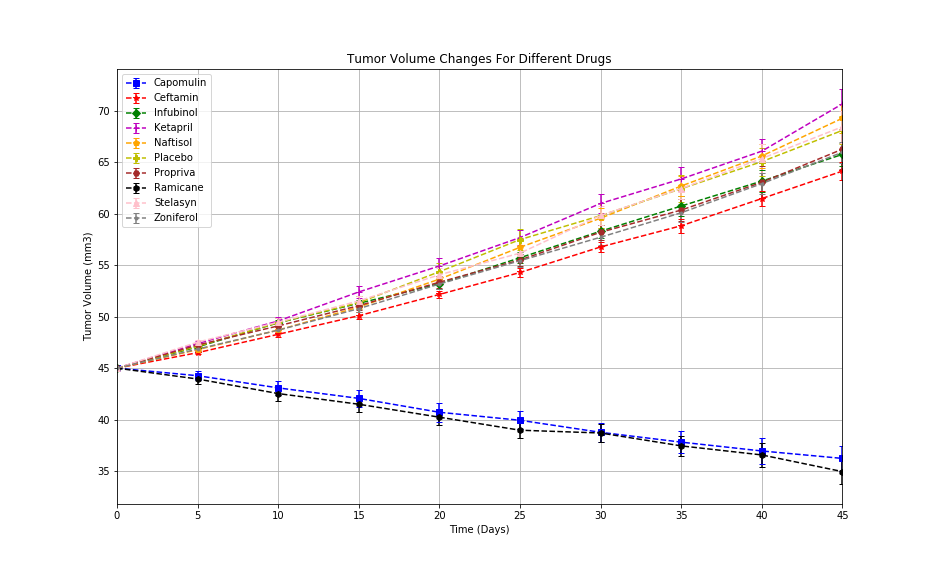 Tumor Volume Changes For Different Drugs
Capomulin
Ceftamin
Infubinol
Ketapril
Naftisol
Placebo
Propriva
Ramicane
Stelasyn
Zoniferol
Tumor Volume (mm3)
70
65
60
55
50
45
40
35
0 5 10 15 20 25 30 35 40 45
Time (Days)